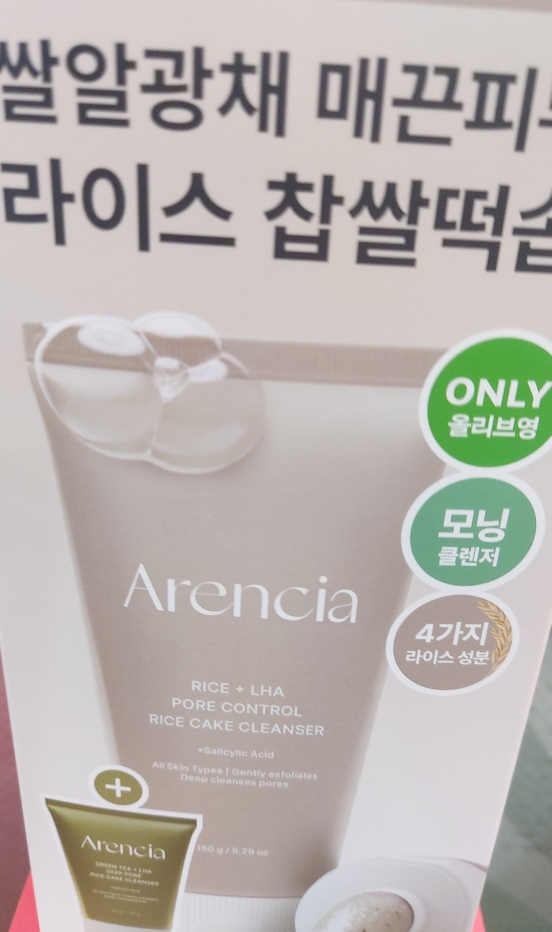 쌀알광채 매끈피부
라이스 찹쌀떡솝
ONLY
올리브영
모닝
클렌저
4가지
라이스 성분
Arencia
RICE + LHA
PORE CONTROL
RICE CAKE CLEANSER
*Salicylic Acid
All Skin Types | Gently exfoliates
Deep cleanses pores
150 g / 5.29 oz
+
Arencia
GREEN TEA + LHA
DEEP PORE
RICE CAKE CLEANSER